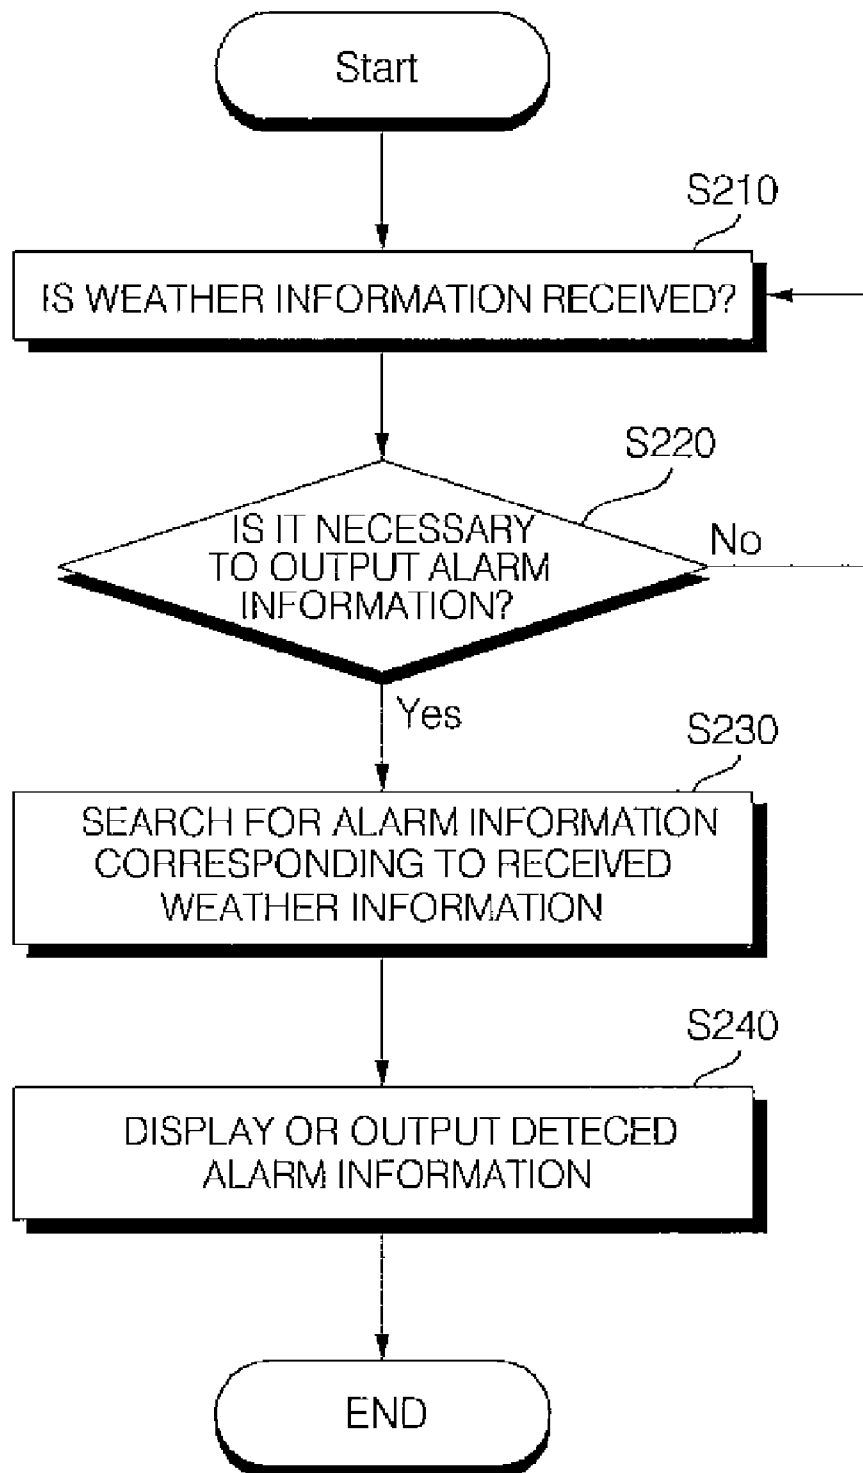 Start
S210
IS WEATHER INFORMATION RECEIVED?
S220
IS IT NECESSARY
TO OUTPUT ALARM
INFORMATION?
No
Yes
S230
SEARCH FOR ALARM INFORMATION
CORRESPONDING TO RECEIVED
WEATHER INFORMATION
S240
DISPLAY OR OUTPUT DETECED
ALARM INFORMATION
END